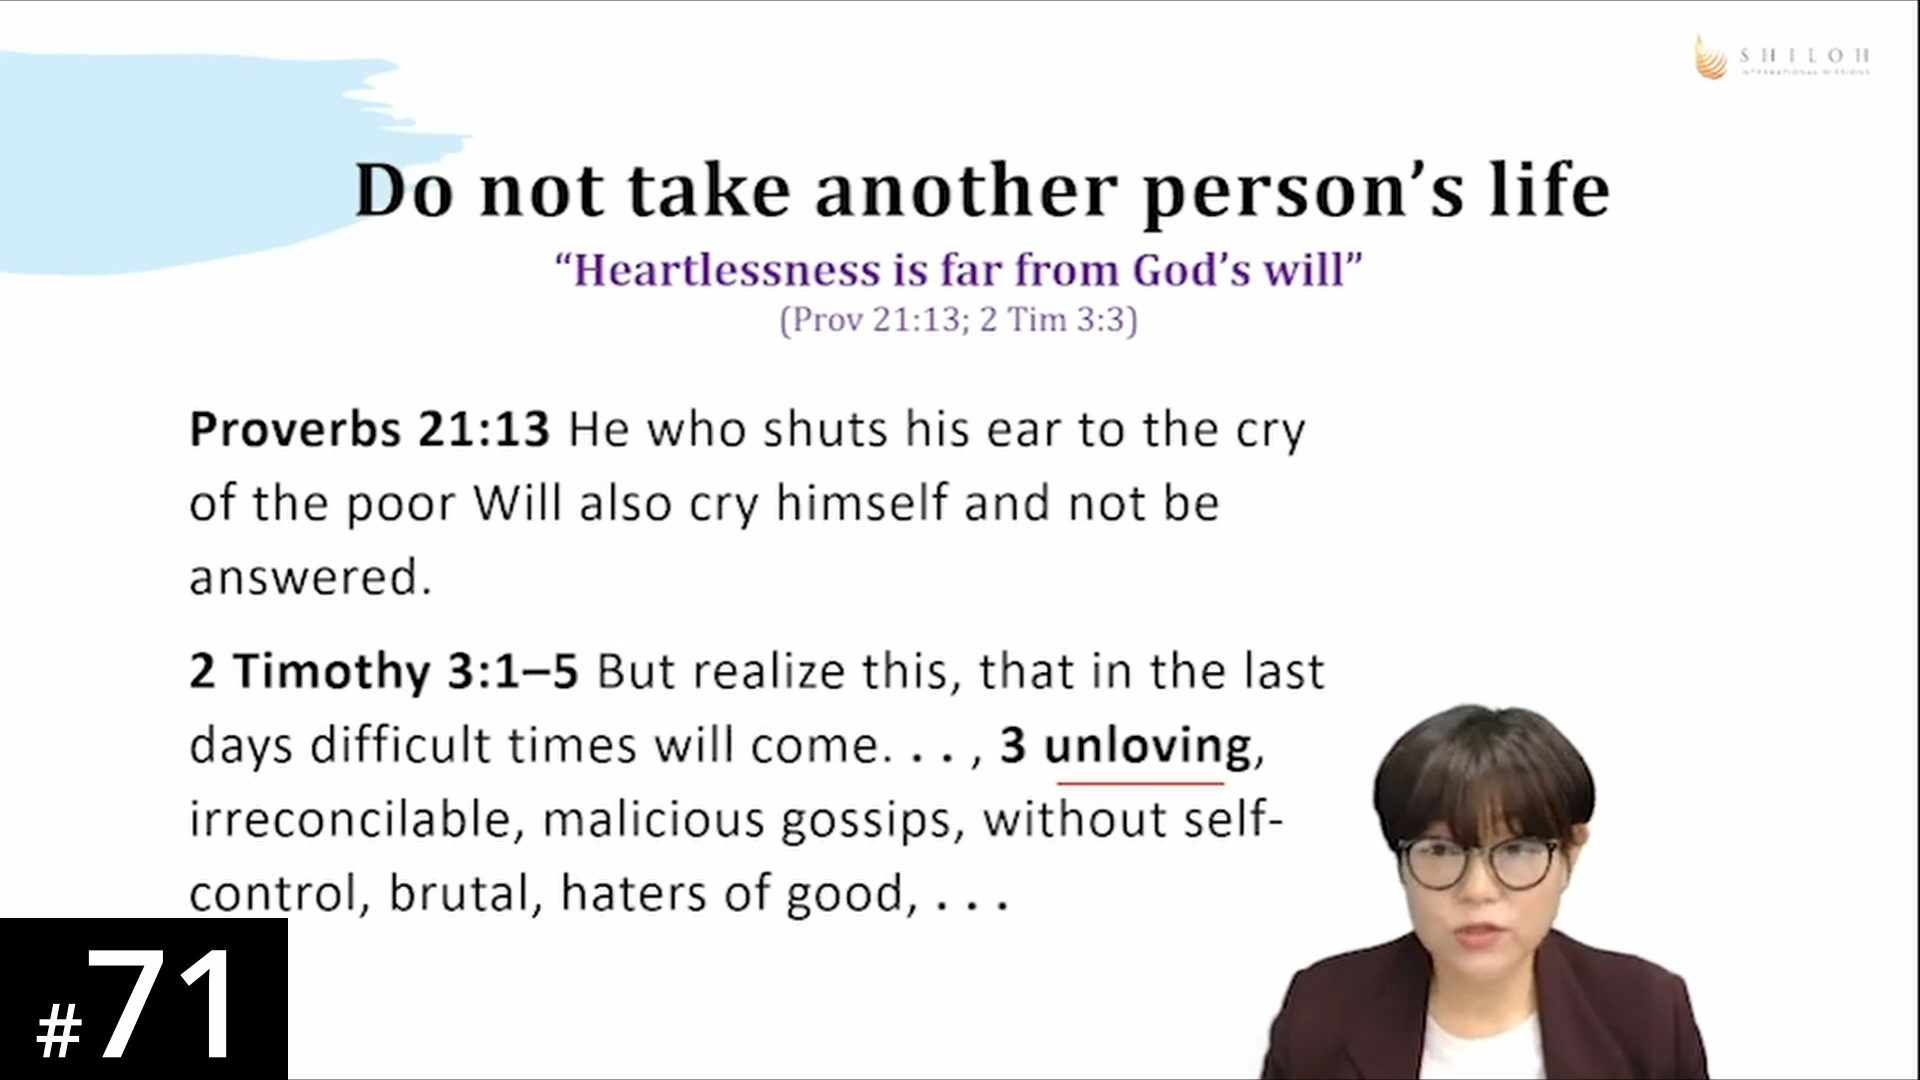 SHILOH
INTERNATIONAL MISSIONS
Do not take another person’s life
“Heartlessness is far from God’s will”
(Prov 21:13; 2 Tim 3:3)
Proverbs 21:13 He who shuts his ear to the cry
of the poor Will also cry himself and not be
answered.
2 Timothy 3:1–5 But realize this, that in the last
days difficult times will come. . . , 3 unloving,
irreconcilable, malicious gossips, without self-
control, brutal, haters of good, . . .
#71